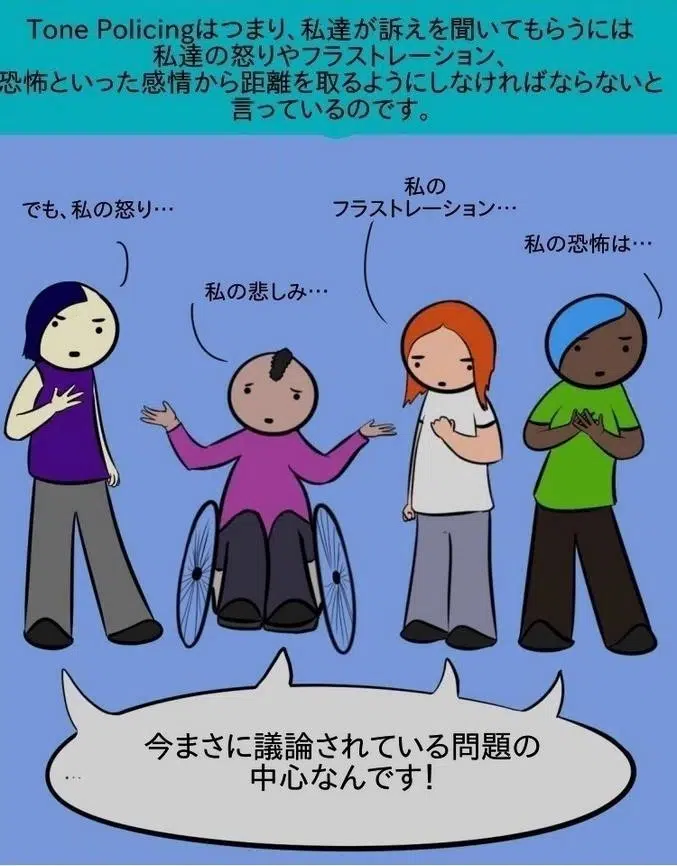 Tone Policingはつまり、私達が訴えを聞いてもらうには
私達の怒りやフラストレーション、
恐怖といった感情から距離を取るようにしなければならないと
言っているのです。
でも、私の怒り…
私の悲しみ…
私の
フラストレーション…
私の恐怖は…
今まさに議論されている問題の
中心なんです!